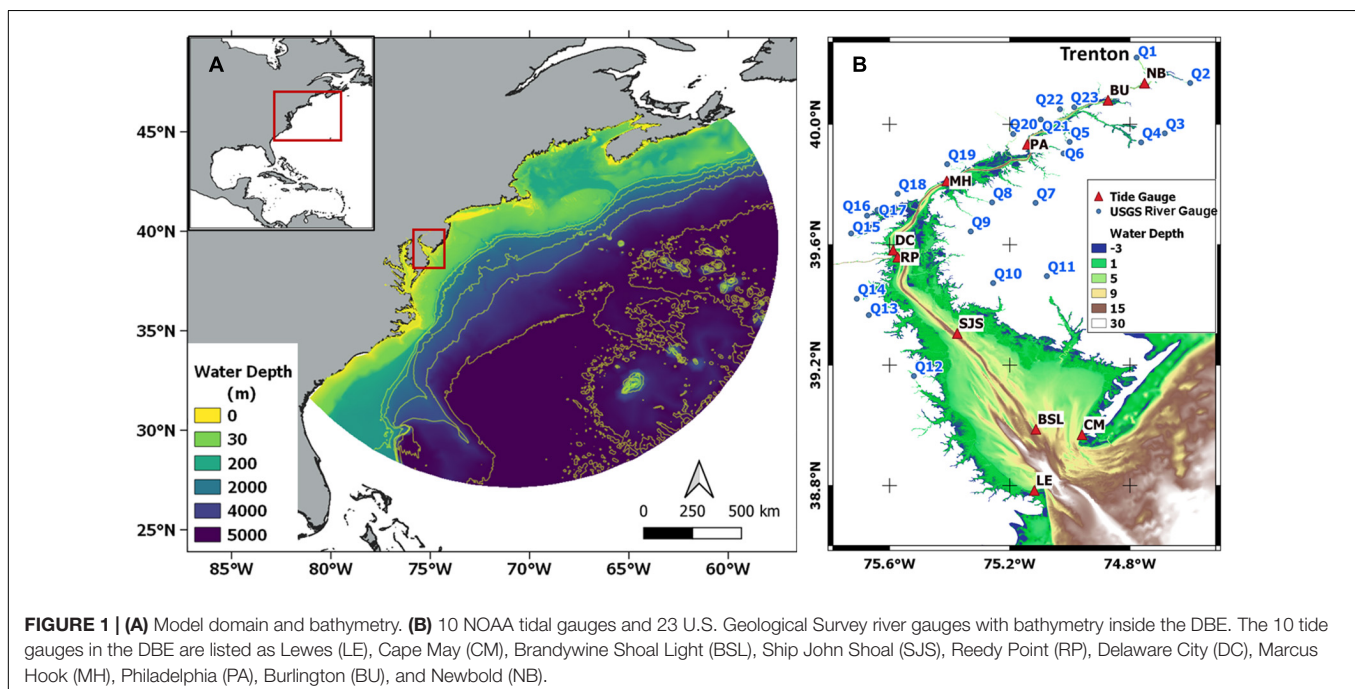 A
45°N
40°N
35°N
30°N
25°N
85°W
80°W
75°W
70°W
65°W
60°W
Water Depth
(m)
0
30
200
2000
4000
5000
0 250 500 km
B
Trenton
Q1
NB
Q2
BU
Q22
Q23
Q20
Q21
Q5
Q4
Q3
PA
Q6
Q19
MH
Q18
Q8
Q7
Q16
Q17
Q15
Q9
DC
RP
Q10
Q11
Q14
Q13
SJS
Q12
BSL
CM
LE
40.0°N
39.6°N
39.2°N
38.8°N
75.6°W
75.2°W
74.8°W
Tide Gauge
USGS River Gauge
Water Depth
-3
1
5
9
15
30
FIGURE 1 | (A) Model domain and bathymetry. (B) 10 NOAA tidal gauges and 23 U.S. Geological Survey river gauges with bathymetry inside the DBE. The 10 tide
gauges in the DBE are listed as Lewes (LE), Cape May (CM), Brandywine Shoal Light (BSL), Ship John Shoal (SJS), Reedy Point (RP), Delaware City (DC), Marcus
Hook (MH), Philadelphia (PA), Burlington (BU), and Newbold (NB).